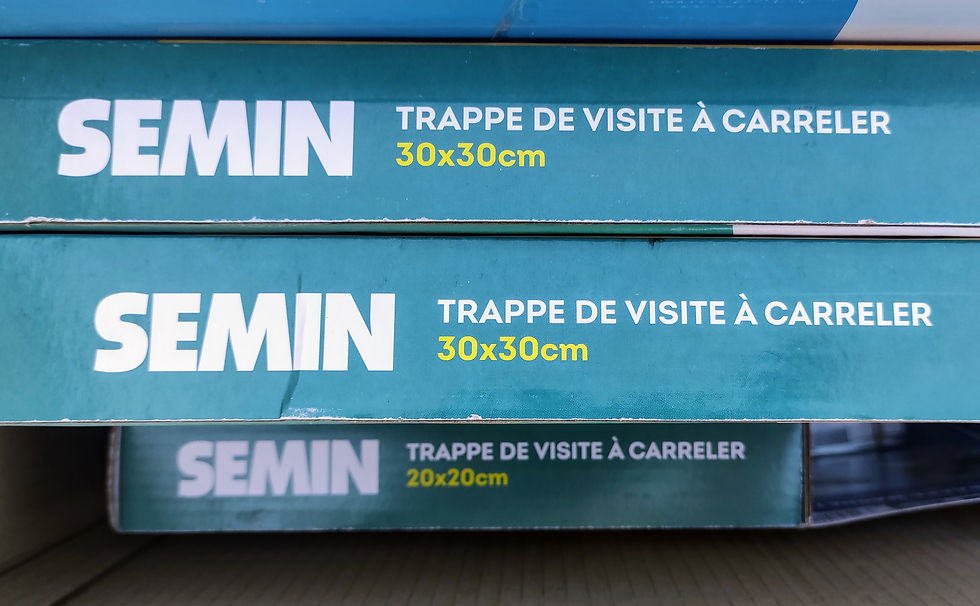 SEMIN
TRAPPE DE VISITE À CARRELER
30x30cm
SEMIN
TRAPPE DE VISITE À CARRELER
30x30cm
SEMIN
TRAPPE DE VISITE À CARRELER
20x20cm